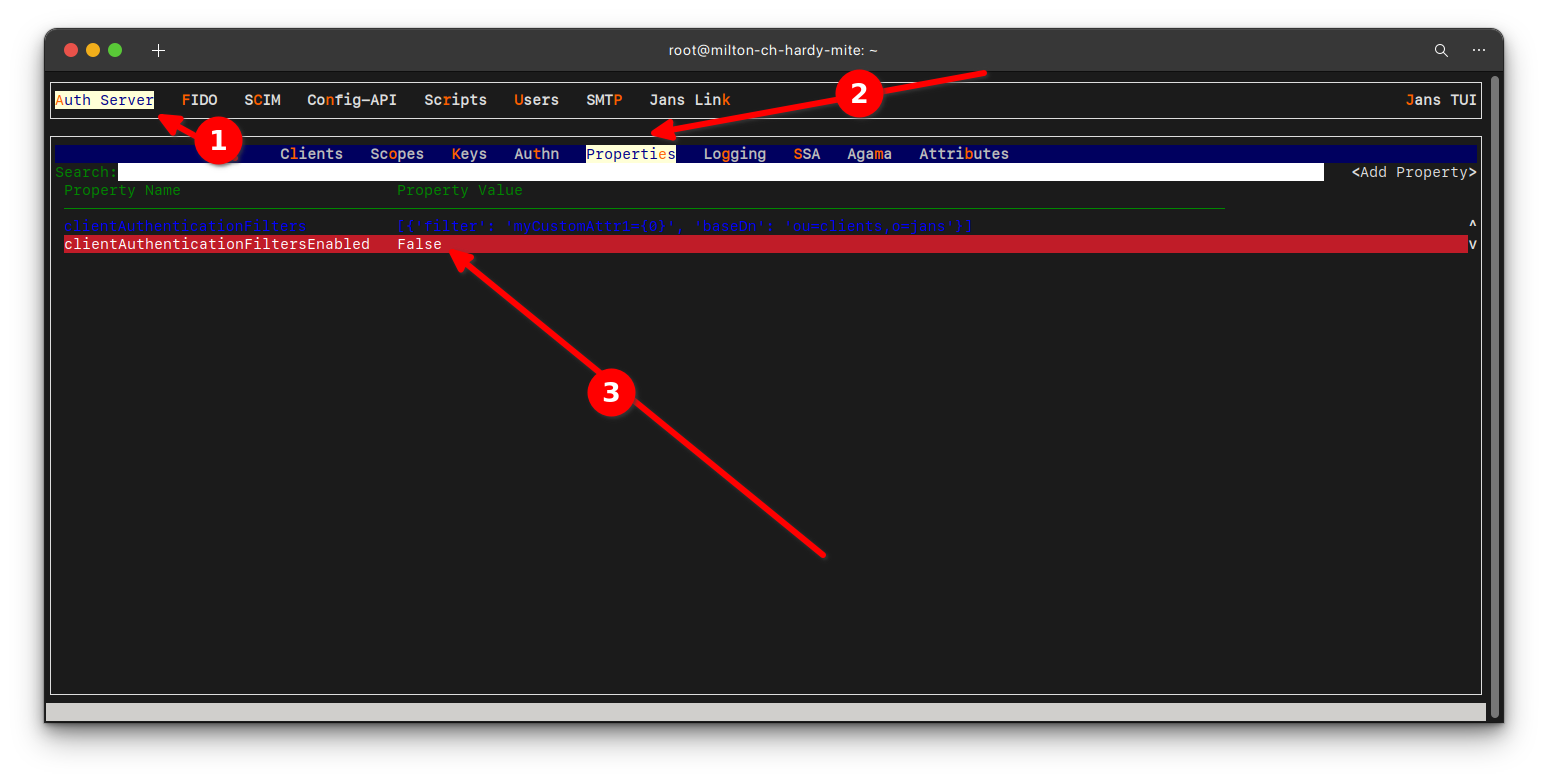 root@milton-ch-hardy-mite: ~
Auth Server FIDO SCIM Config-API Scripts Users SMTP Jans Link Jans TUI
2
1
Clients Scopes Keys Authn Properties Logging SSA Agama Attributes
Search: <Add Property>
Property Name Property Value
clientAuthenticationFilters [{'filter': 'myCustomAttr1={0}', 'baseDn': 'ou=clients,o=jans'}] ^
clientAuthenticationFiltersEnabled False v
3